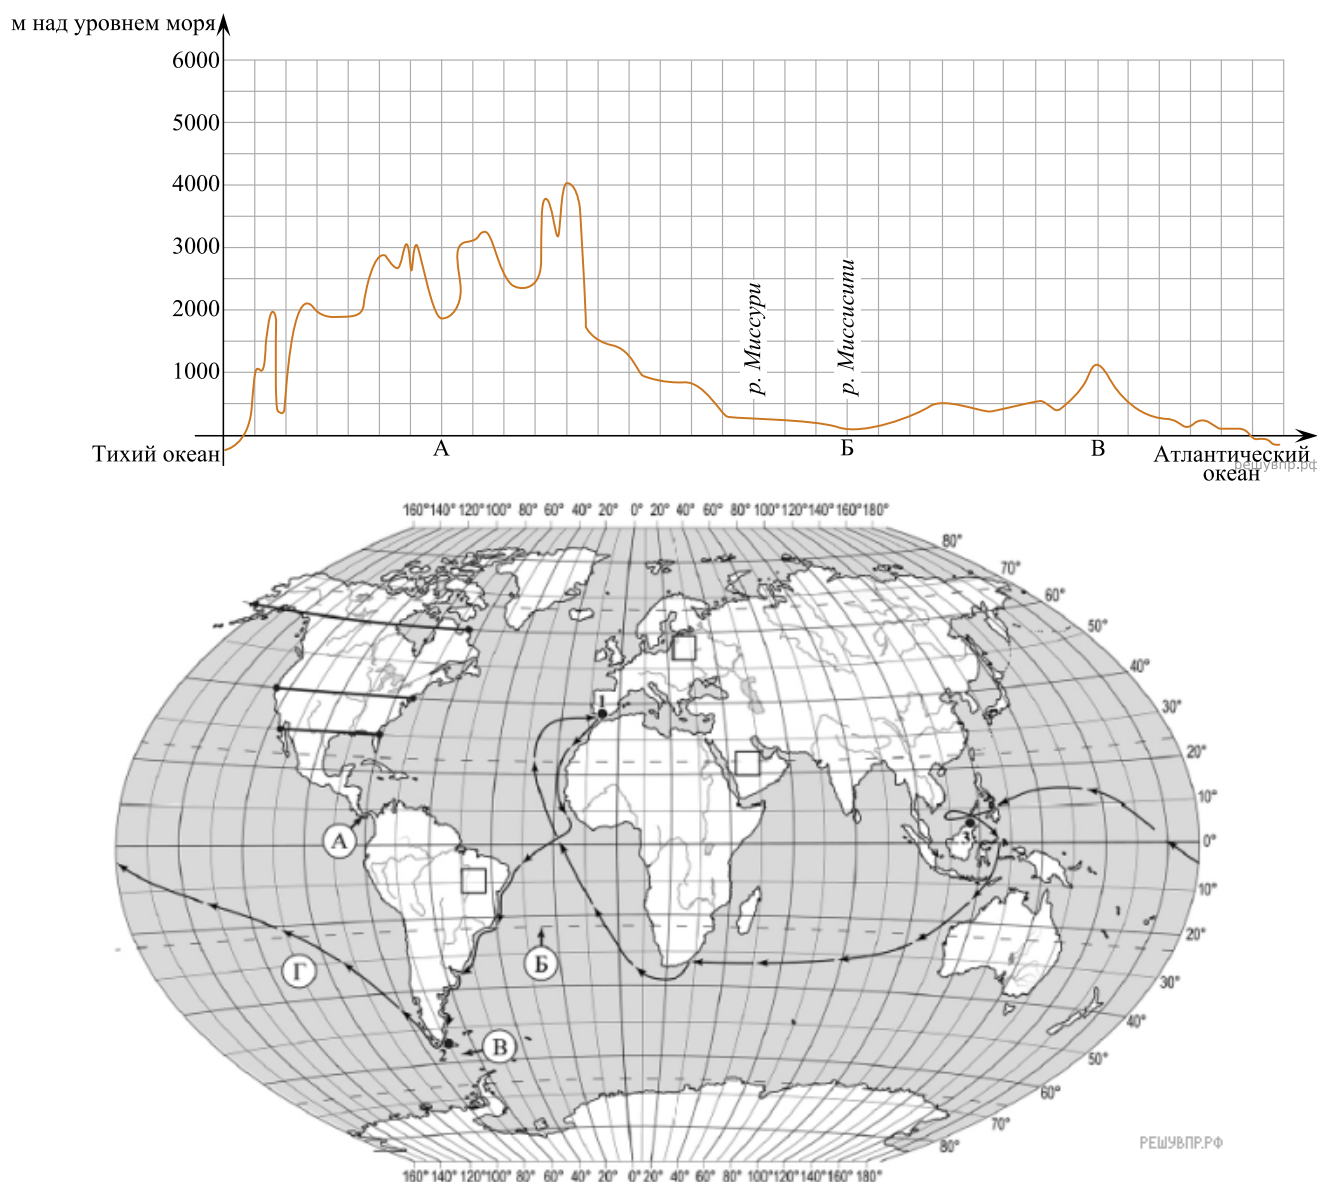 м над уровнем моря
6000
5000
4000
3000
2000
1000
р. Миссури
р. Миссисипи
Тихий океан
А
Б
В
Атлантический
океан
решувпр.рф
160° 140° 120° 100° 80° 60° 40° 20° 0° 20° 40° 60° 80° 100° 120° 140° 160° 180°
80°
70°
60°
50°
40°
30°
20°
10°
0°
10°
20°
30°
40°
50°
60°
70°
80°
1
А
3
Б
Г
В
2
РЕШУВПР.РФ
160° 140° 120° 100° 80° 60° 40° 20° 0° 20° 40° 60° 80° 100° 120° 140° 160° 180°